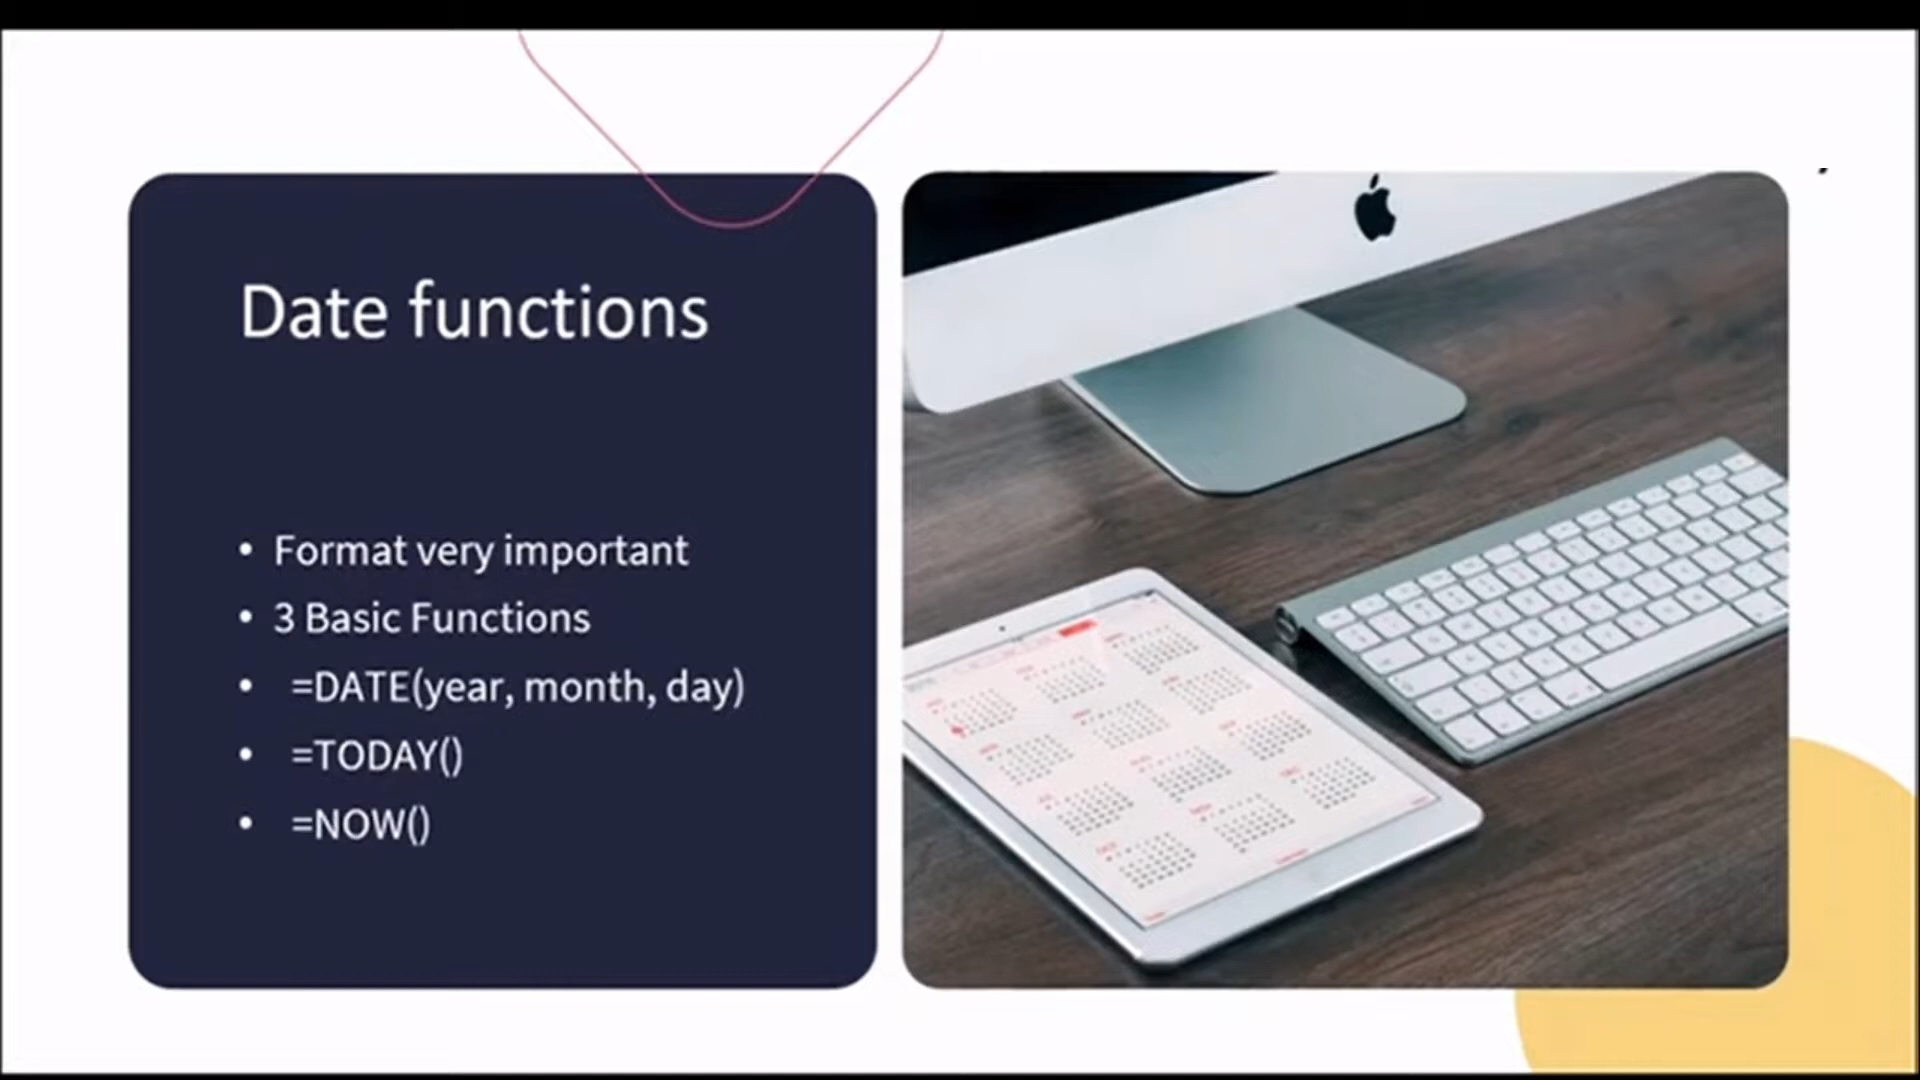 Date functions
• Format very important
• 3 Basic Functions
• =DATE(year, month, day)
• =TODAY()
• =NOW()